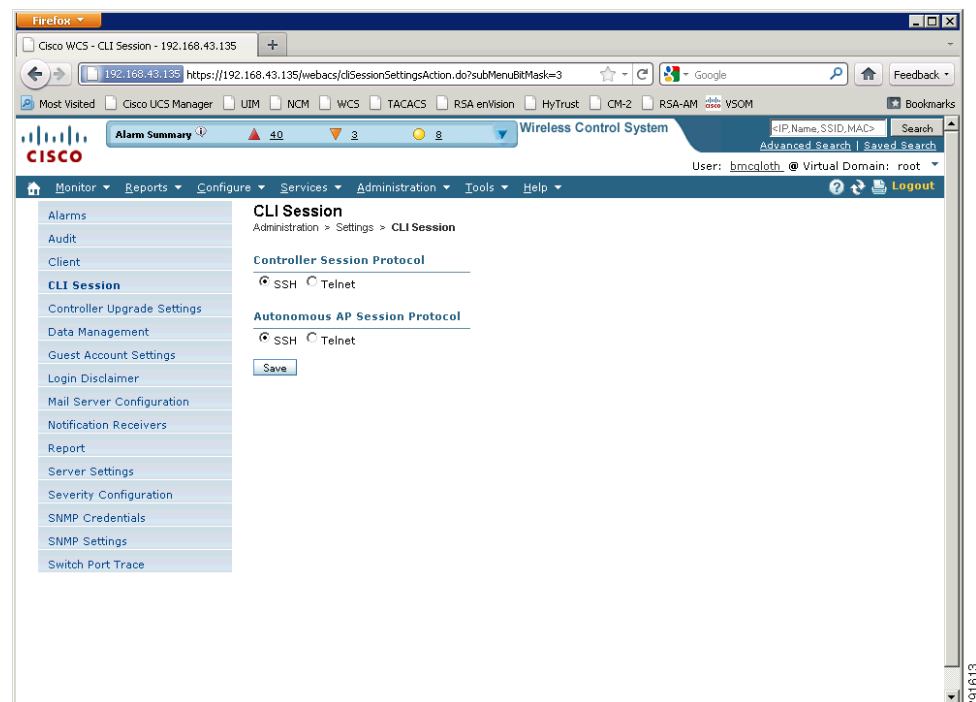 Firefox
Cisco WCS - CLI Session - 192.168.43.135
192.168.43.135 https://192.168.43.135/webacs/cliSessionSettingsAction.do?subMenuBitMask=3
Google
Feedback
Most Visited Cisco UCS Manager UIM NCM WCS TACACS RSA enVision HyTrust CM-2 RSA-AM VSOM Bookmarks
CISCO
Alarm Summary 40 3 8
Wireless Control System
<IP,Name,SSID,MAC> Search
Advanced Search | Saved Search
User: bmcgloth @ Virtual Domain: root
Monitor Reports Configure Services Administration Tools Help Logout
Alarms
Audit
Client
CLI Session
Controller Upgrade Settings
Data Management
Guest Account Settings
Login Disclaimer
Mail Server Configuration
Notification Receivers
Report
Server Settings
Severity Configuration
SNMP Credentials
SNMP Settings
Switch Port Trace
CLI Session
Administration > Settings > CLI Session
Controller Session Protocol
SSH Telnet
Autonomous AP Session Protocol
SSH Telnet
Save